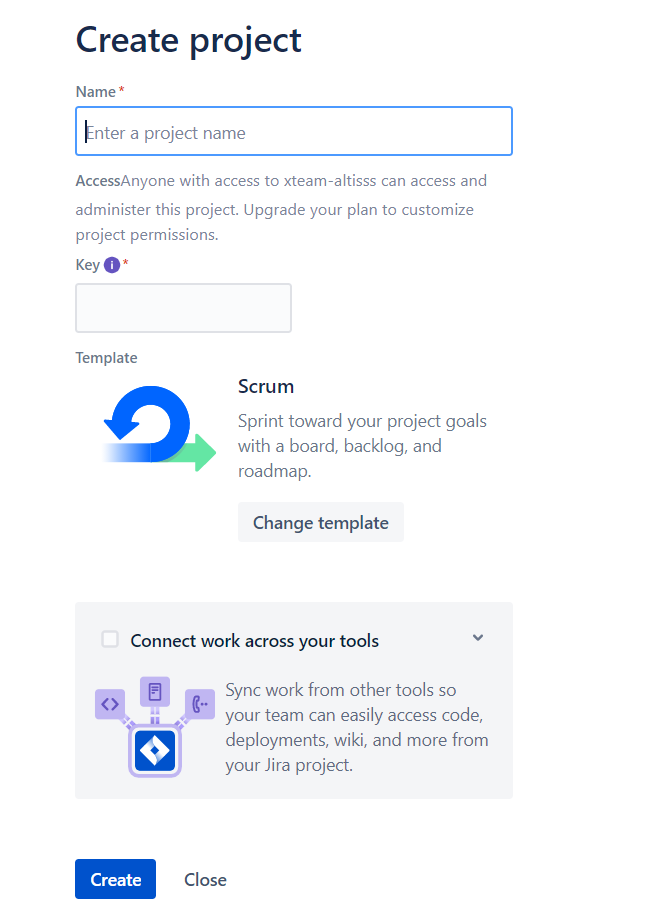 Create project
Name *
Enter a project name
AccessAnyone with access to xteam-altisss can access and
administer this project. Upgrade your plan to customize
project permissions.
Key i *
Template
Scrum
Sprint toward your project goals
with a board, backlog, and
roadmap.
Change template
Connect work across your tools
Sync work from other tools so
your team can easily access code,
deployments, wiki, and more from
your Jira project.
Create Close